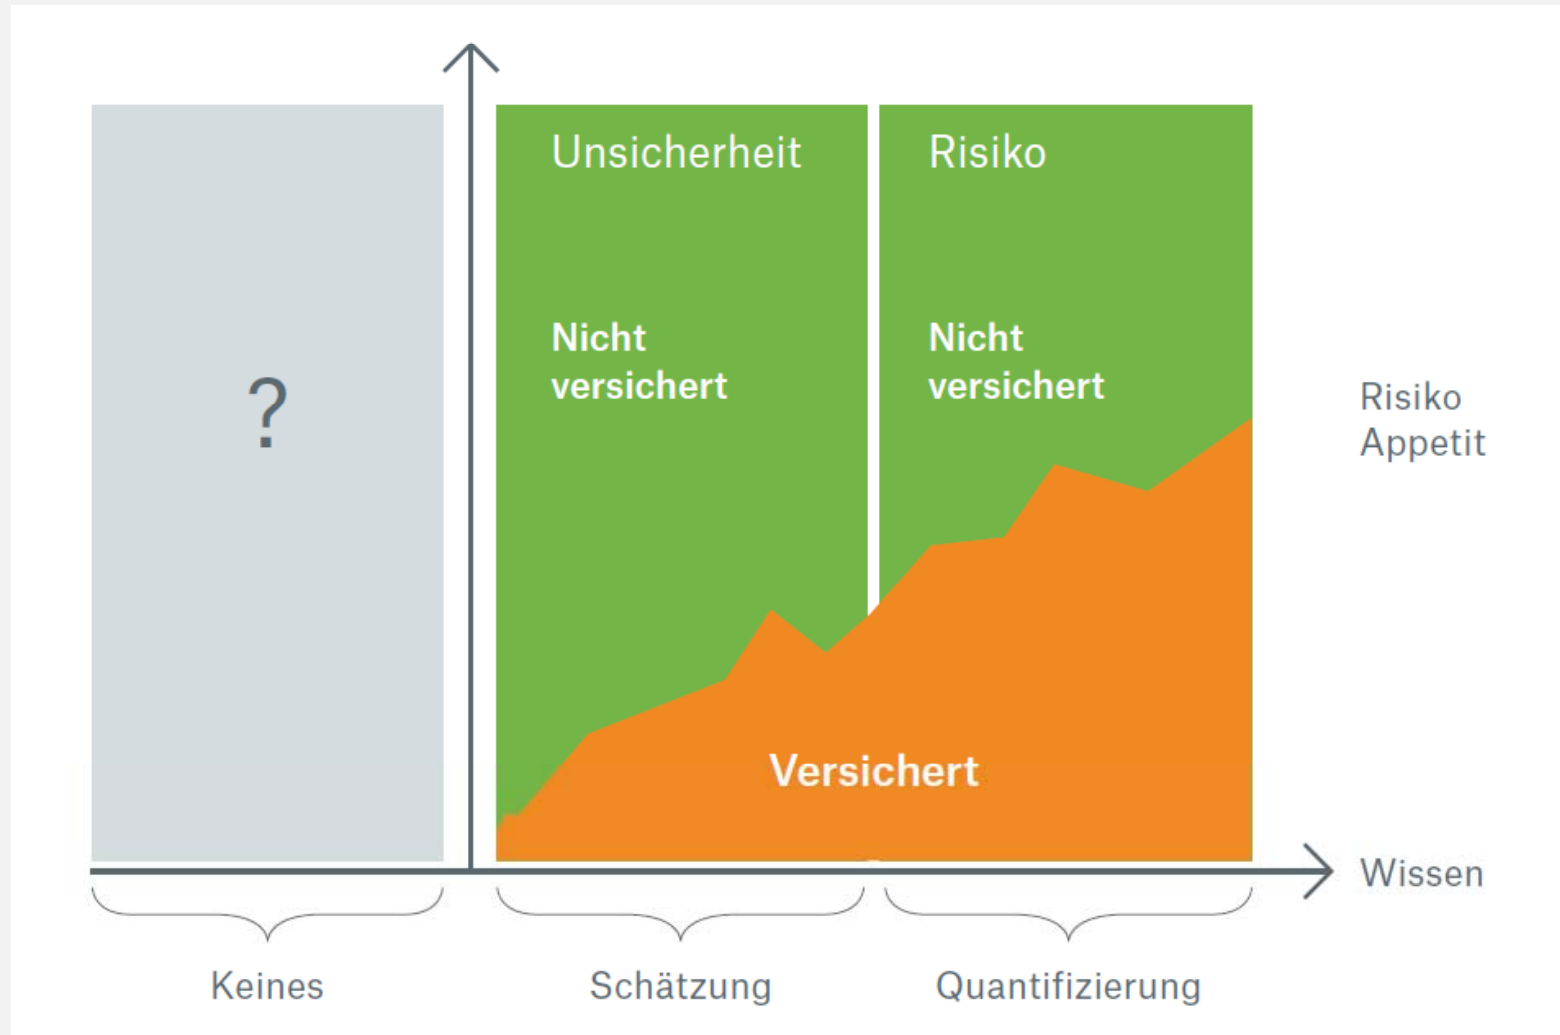 Unsicherheit
Risiko
?
Nicht
versichert
Nicht
versichert
Risiko
Appetit
Versichert
Wissen
Keines
Schätzung
Quantifizierung